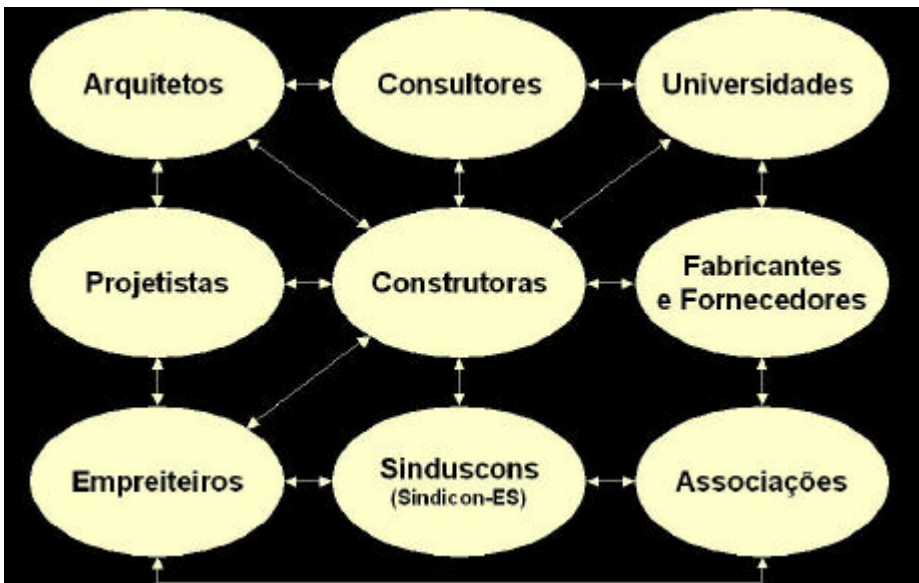 Arquitetos
Consultores
Universidades
Projetistas
Construtoras
Fabricantes
e Fornecedores
Empreiteiros
Sinduscons
(Sindicon-ES)
Associações